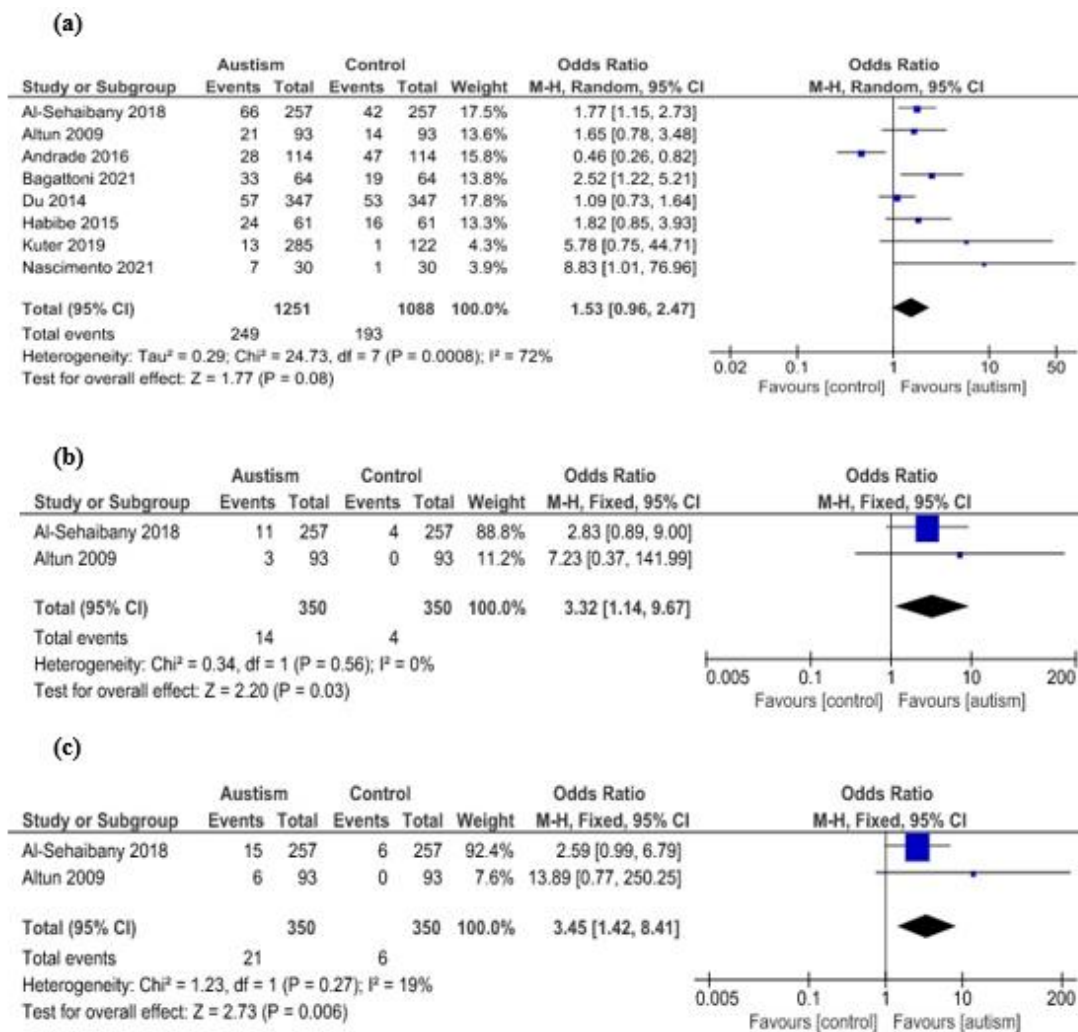 (a)
Austism Control Odds Ratio Odds Ratio
Study or Subgroup Events Total Events Total Weight M-H, Random, 95% CI M-H, Random, 95% CI
Al-Sehaibany 2018 66 257 42 257 17.5% 1.77 [1.15, 2.73]
Altun 2009 21 93 14 93 13.6% 1.65 [0.78, 3.48]
Andrade 2016 28 114 47 114 15.8% 0.46 [0.26, 0.82]
Bagattoni 2021 33 64 19 64 13.8% 2.52 [1.22, 5.21]
Du 2014 57 347 53 347 17.8% 1.09 [0.73, 1.64]
Habibe 2015 24 61 16 61 13.3% 1.82 [0.85, 3.93]
Kuter 2019 13 285 1 122 4.3% 5.78 [0.75, 44.71]
Nascimento 2021 7 30 1 30 3.9% 8.83 [1.01, 76.96]
Total (95% CI) 1251 1088 100.0% 1.53 [0.96, 2.47]
Total events 249 193
Heterogeneity: Tau² = 0.29; Chi² = 24.73, df = 7 (P = 0.0008); I² = 72%
Test for overall effect: Z = 1.77 (P = 0.08)
0.02 0.1 1 10 50
Favours [control] Favours [autism]
(b)
Austism Control Odds Ratio Odds Ratio
Study or Subgroup Events Total Events Total Weight M-H, Fixed, 95% CI M-H, Fixed, 95% CI
Al-Sehaibany 2018 11 257 4 257 88.8% 2.83 [0.89, 9.00]
Altun 2009 3 93 0 93 11.2% 7.23 [0.37, 141.99]
Total (95% CI) 350 350 100.0% 3.32 [1.14, 9.67]
Total events 14 4
Heterogeneity: Chi² = 0.34, df = 1 (P = 0.56); I² = 0%
Test for overall effect: Z = 2.20 (P = 0.03)
0.005 0.1 1 10 200
Favours [control] Favours [autism]
(c)
Austism Control Odds Ratio Odds Ratio
Study or Subgroup Events Total Events Total Weight M-H, Fixed, 95% CI M-H, Fixed, 95% CI
Al-Sehaibany 2018 15 257 6 257 92.4% 2.59 [0.99, 6.79]
Altun 2009 6 93 0 93 7.6% 13.89 [0.77, 250.25]
Total (95% CI) 350 350 100.0% 3.45 [1.42, 8.41]
Total events 21 6
Heterogeneity: Chi² = 1.23, df = 1 (P = 0.27); I² = 19%
Test for overall effect: Z = 2.73 (P = 0.006)
0.005 0.1 1 10 200
Favours [control] Favours [autism]